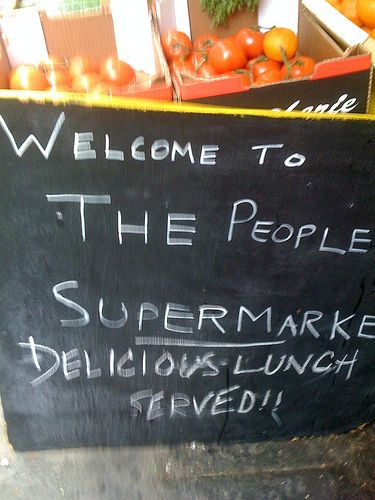 WELCOME TO
THE PEOPLE
SUPERMARKE
DELICIOUS LUNCH
SERVED!!